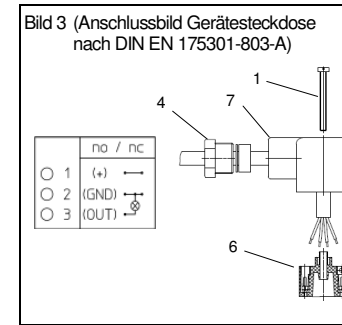 Bild 3 (Anschlussbild Gerätesteckdose
nach DIN EN 175301-803-A)
1
4
7
no / nc
1 (+)
2 (GND)
3 (OUT)
6